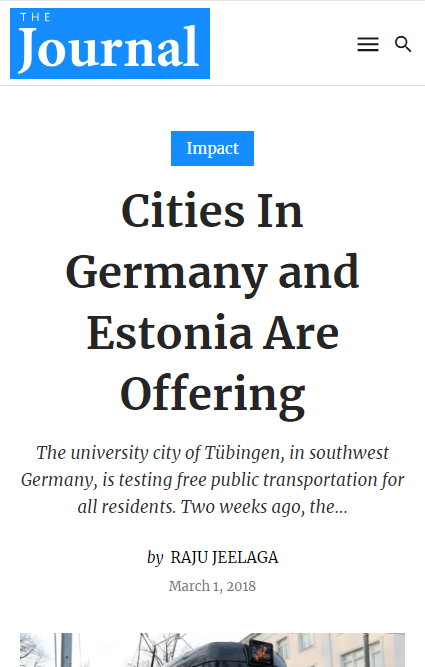 THE
Journal
Impact
Cities In
Germany and
Estonia Are
Offering
The university city of Tübingen, in southwest
Germany, is testing free public transportation for
all residents. Two weeks ago, the...
by RAJU JEELAGA
March 1, 2018